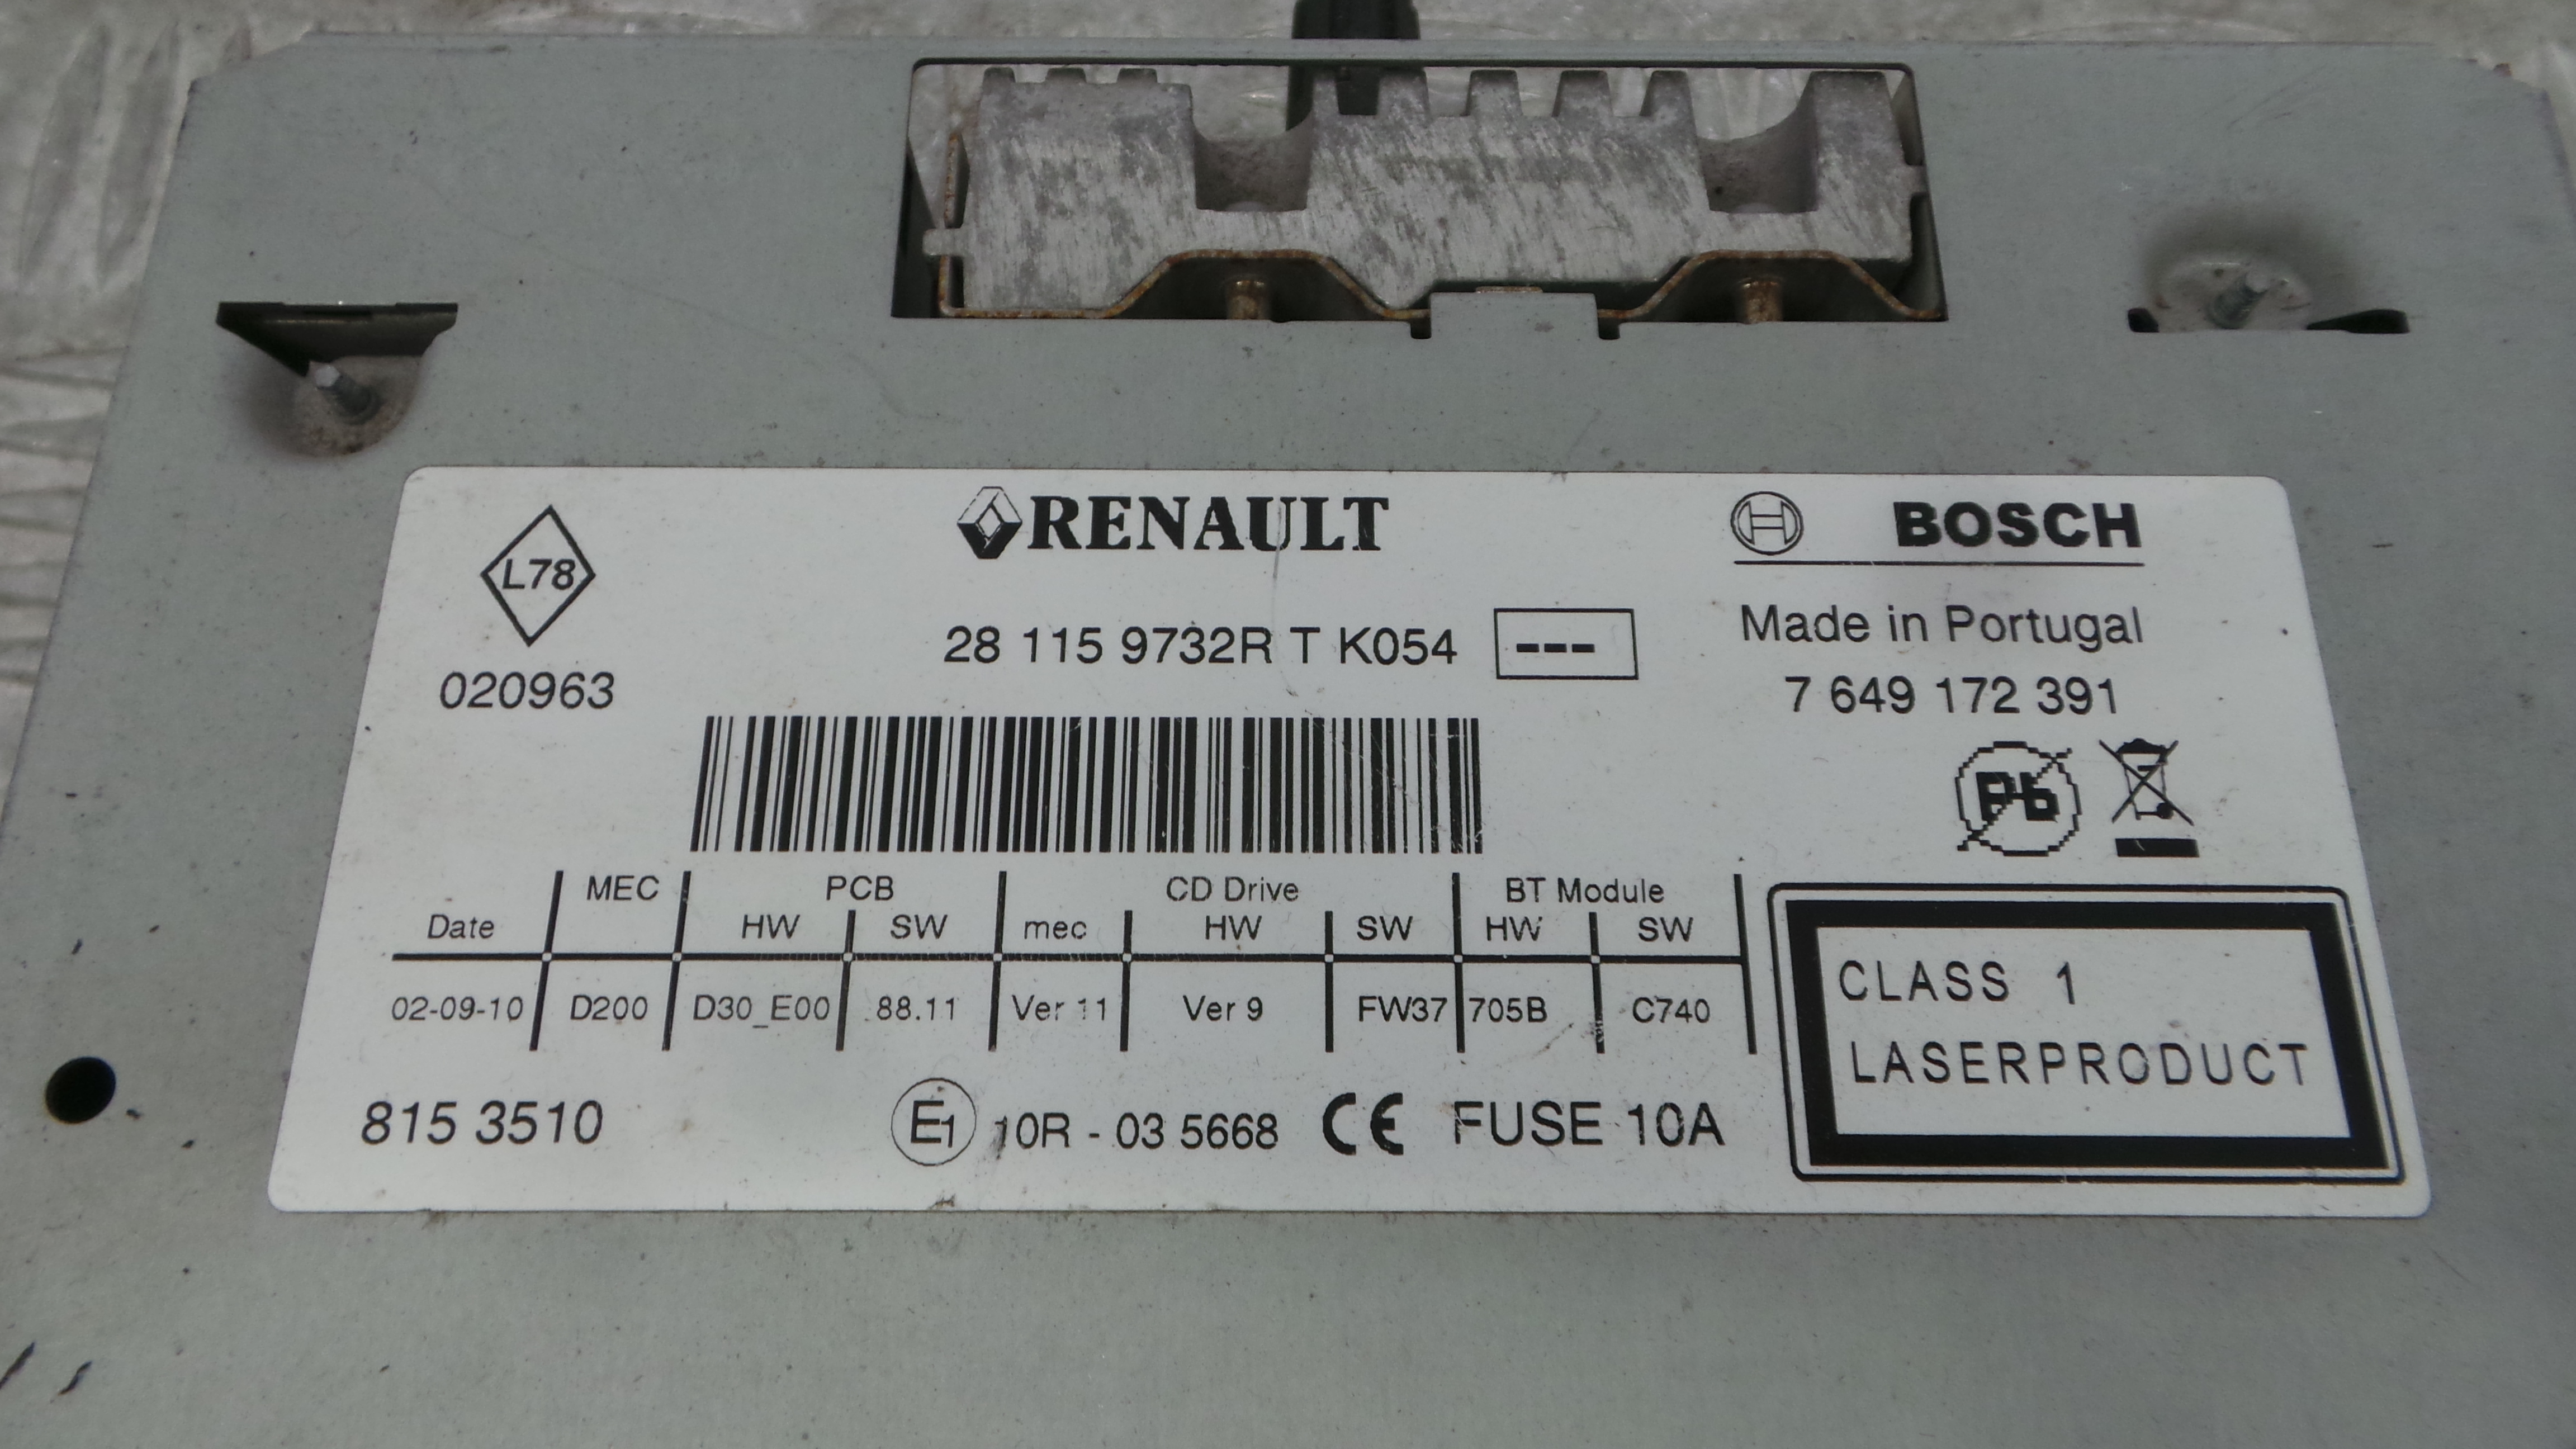 L78
RENAULT
BOSCH
28 115 9732R T K054 ---
Made in Portugal
020963
7 649 172 391
Pb
Date MEC PCB CD Drive BT Module
HW SW mec HW SW HW SW
02-09-10 D200 D30_E00 88.11 Ver 11 Ver 9 FW37 705B C740
CLASS 1
LASERPRODUCT
815 3510 E1 10R - 03 5668 CE FUSE 10A